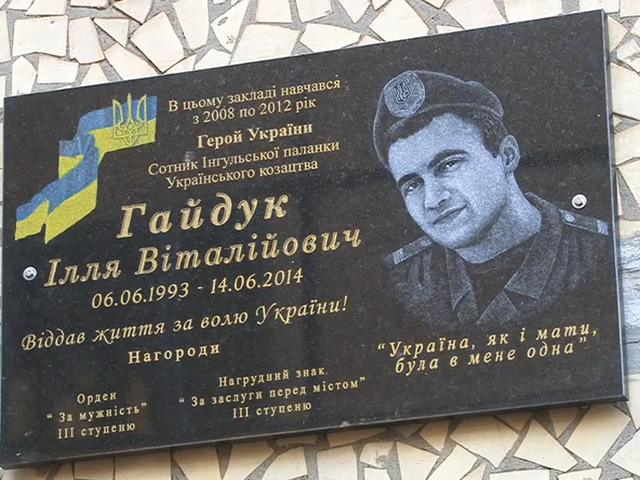 В цьому закладі навчався
з 2008 по 2012 рік
Герой України
Сотник Інгульської паланки
Українського козацтва
Гайдук
Ілля Віталійович
06.06.1993 - 14.06.2014
Віддав життя за волю України!
Нагороди
Орден
“ За мужність”
III ступеню
Нагрудний знак
“ За заслуги перед містом”
III ступеню
“Україна, як і мати,
була в мене одна”